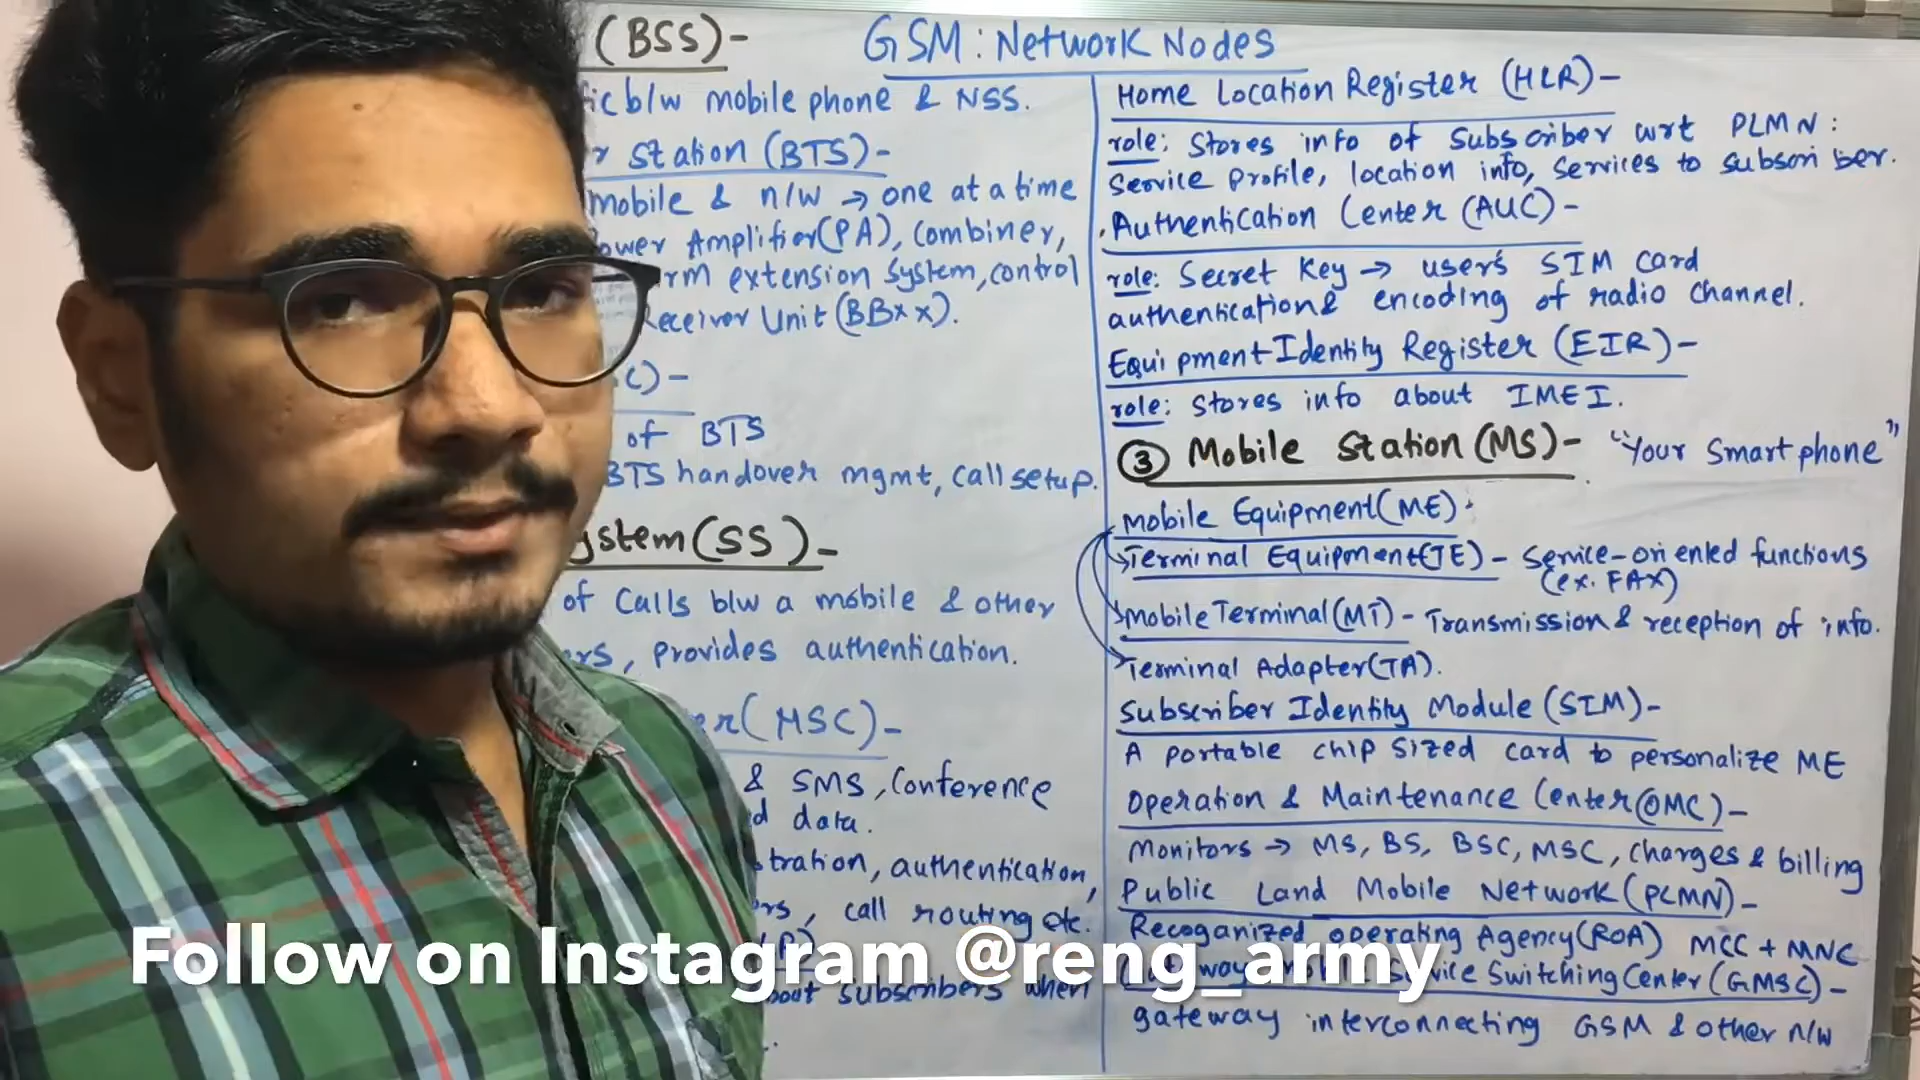 GSM: Network Nodes
(BSS)-
b/w mobile phone & NSS.
station (BTS)-
mobile & n/w → one at a time
Amplifier(PA), Combiner,
extension system, control
Receiver Unit (BBxx).
of BTS
BTS handover mgmt, call setup.
(SS)-
of calls b/w a mobile & other
, provides authentication.
(MSC)-
& SMS, Conference
data.
authentication,
, call routing etc.
subscribers when
Home Location Register (HLR)-
role: Stores info of subscriber wrt PLMN:
Service Profile, location info, services to subscriber.
Authentication Center (AUC)-
role: Secret Key → user's SIM card
authentication & encoding of radio channel.
Equipment Identity Register (EIR)-
role: stores info about IMEI.
③ Mobile Station (MS)- "Your Smartphone"
Mobile Equipment(ME).
Terminal Equipment(TE)- Service-oriented functions
(ex. FAX)
Mobile Terminal(MT)- Transmission & reception of info.
Terminal Adapter(TA).
Subscriber Identity Module (SIM)-
A portable chip sized card to personalize ME
Operation & Maintenance Center(OMC)-
Monitors → MS, BS, BSC, MSC, charges & billing
Public Land Mobile Network (PLMN)-
Recoganized operating Agency(ROA) MCC + MNC
Switching Center (GMSC)-
gateway interconnecting GSM & other n/w
Follow on Instagram @reng_army